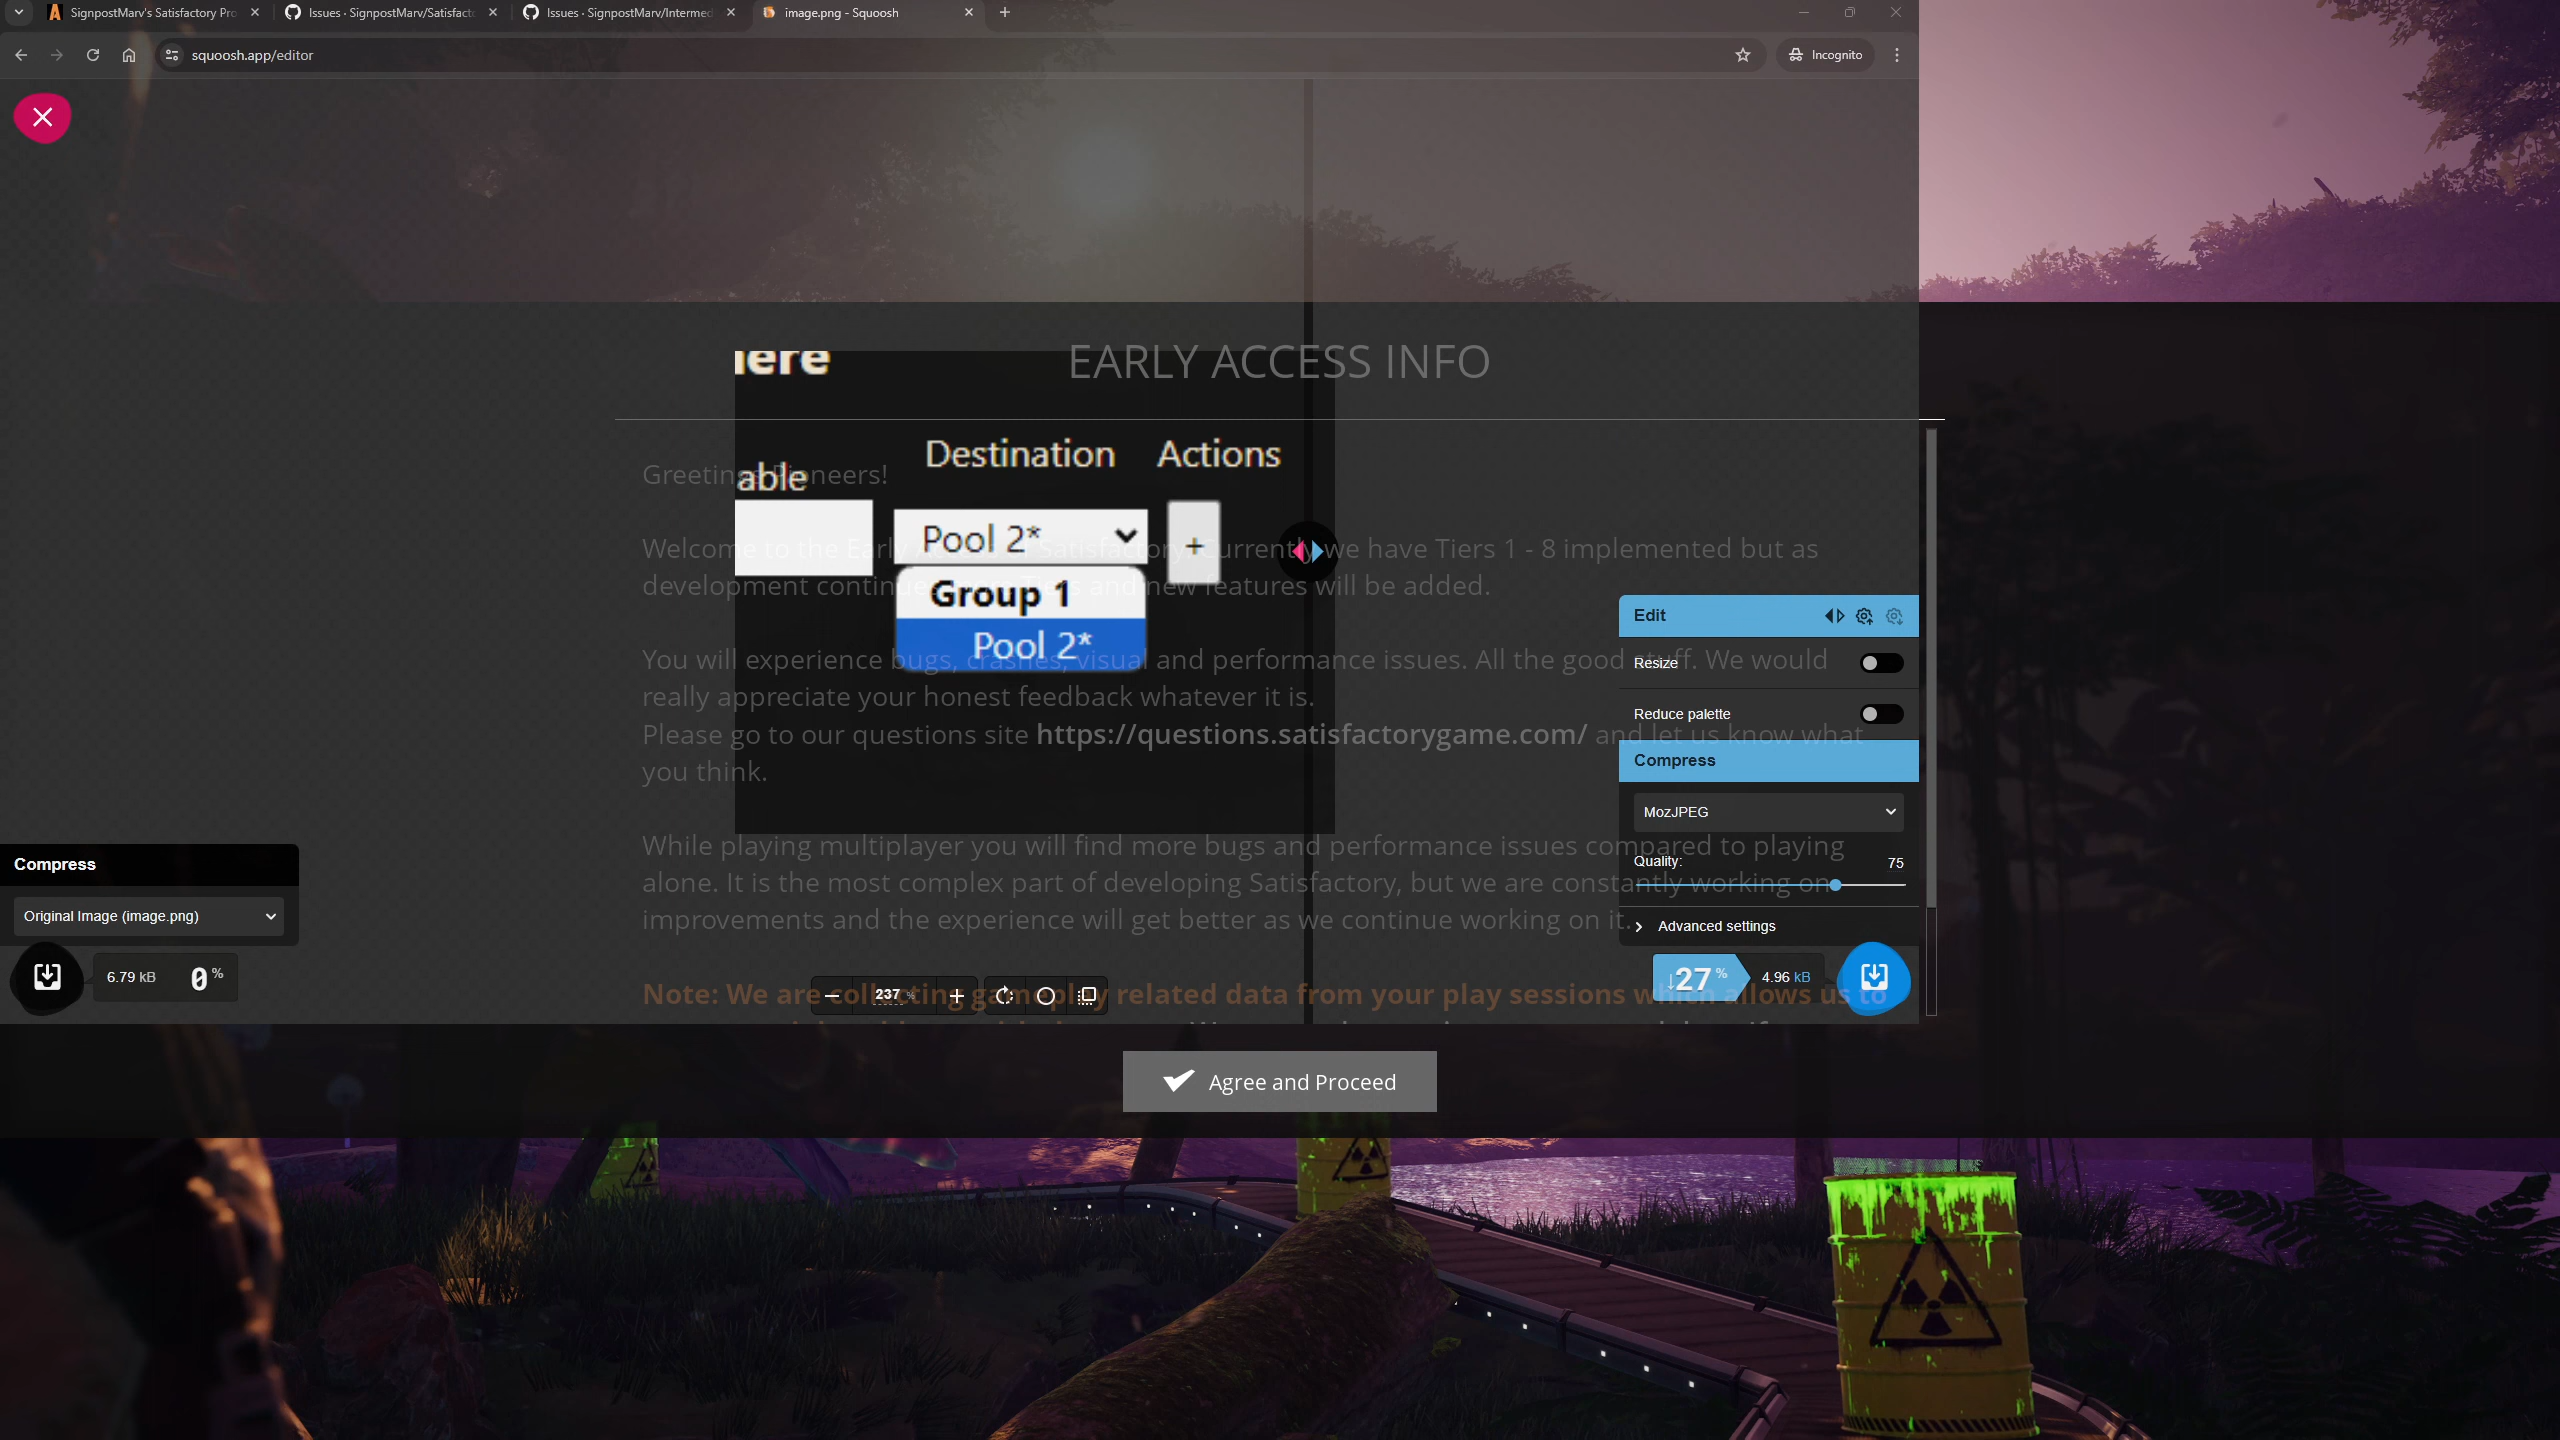 SignpostMarv's Satisfactory Pro
Issues · SignpostMarv/Satisfacto
Issues · SignpostMarv/Intermed
image.png - Squoosh
squoosh.app/editor
Incognito
EARLY ACCESS INFO
Greetings Pioneers!
Welcome to the Early Access of Satisfactory. Currently we have Tiers 1 - 8 implemented but as
development continues more Tiers and new features will be added.
You will experience bugs, crashes, visual and performance issues. All the good stuff. We would
really appreciate your honest feedback whatever it is.
Please go to our questions site https://questions.satisfactorygame.com/ and let us know what
you think.
While playing multiplayer you will find more bugs and performance issues compared to playing
alone. It is the most complex part of developing Satisfactory, but we are constantly working on
improvements and the experience will get better as we continue working on it.
Note: We are collecting gameplay related data from your play sessions which allows us to
Agree and Proceed
iere
able
Destination
Actions
Pool 2*
+
Group 1
Pool 2*
Edit
Resize
Reduce palette
Compress
MozJPEG
Quality:
75
Advanced settings
↓27 %
4.96 kB
Compress
Original Image (image.png)
6.79 kB
0 %
237 %